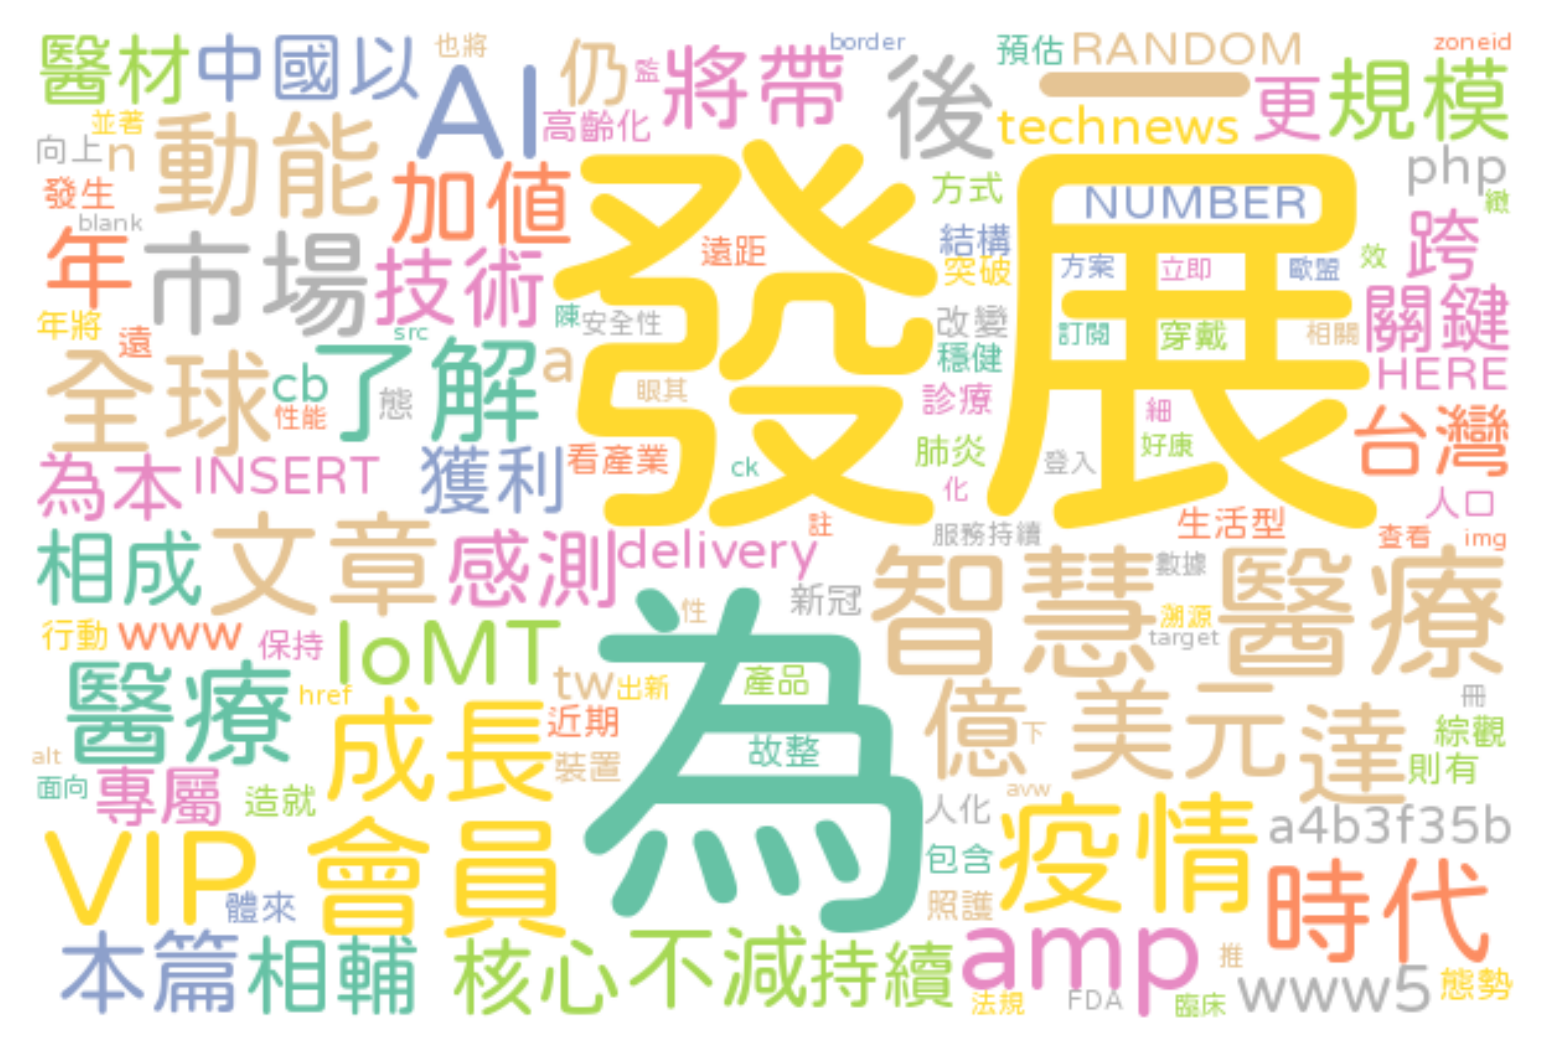 醫材 中國 以 也將 AI 仍 監 將帶 border 後 預估 RANDOM zoneid
並著 高齡化 technews 更 規模
向上 n 動能 php
發生 加值 方式 NUMBER 緻
blank 跨
年 市場 技術 遠距 結構 突破 方案 立即 歐盟 效
年將 遠 src 陳 安全性 改變 訂閱 穿戴 相關 關鍵
全球 cb 了解 a 穩健 HERE
性能 態 眼其 診療 細 台灣
為本 INSERT 獲利 看產業 ck 肺炎 登入 好康
化 人口
發展
相成 文章 感測 delivery 註 服務持續 生活型 查看 img
新冠 智慧醫療 數據
行動 www 保持 IoMT 性 溯源
target
醫療 href tw 出新 產品 億 美元 達 冊
成長 近期 為 下 綜觀
alt 裝置 故整 則有
面向 專屬 造就 avw
人化 疫情 a4b3f35b
VIP 會員 包含 時代
體來 照護
本篇 相輔 核心 不減 持續 amp 推 www5 態勢
法規 FDA 臨床